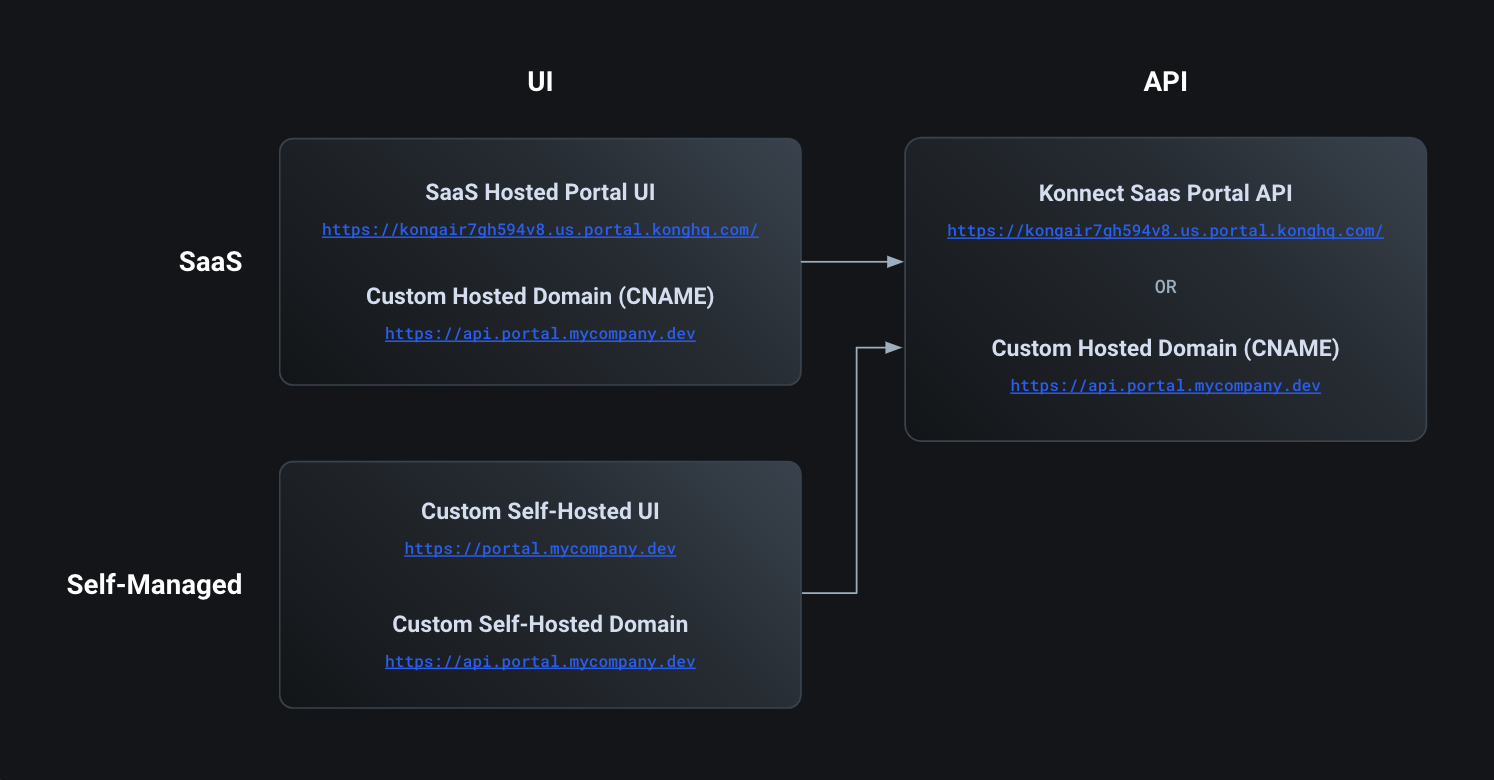 UI
API
SaaS
SaaS Hosted Portal UI
https://kongair7gh594v8.us.portal.konghq.com/
Custom Hosted Domain (CNAME)
https://api.portal.mycompany.dev
Konnect Saas Portal API
https://kongair7gh594v8.us.portal.konghq.com/
OR
Custom Hosted Domain (CNAME)
https://api.portal.mycompany.dev
Self-Managed
Custom Self-Hosted UI
https://portal.mycompany.dev
Custom Self-Hosted Domain
https://api.portal.mycompany.dev